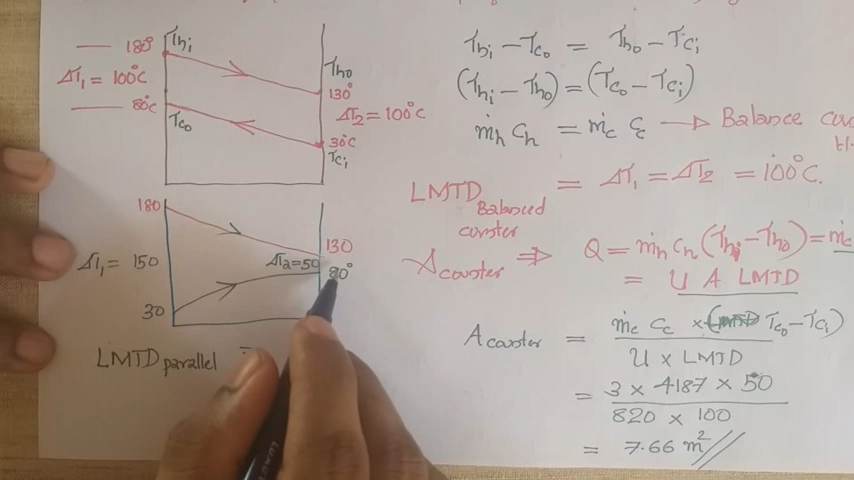 Thi
180°
ΔT₁ = 100°C
80°C
Tco
Tho
130°
ΔT₂ = 100°C
30°C
Tci
Thi - Tco = Tho - Tci
(Thi - Tho) = (Tco - Tci)
ṁh Ch = ṁc Cc → Balance
LMTD Balanced counter = ΔT₁ = ΔT₂ = 100°C.
A counter ⇒ Q = ṁh Ch (Thi - Tho) = ṁc
= U A LMTD
A counter = ṁc Cc × (Tco - Tci) / U × LMTD
= 3 × 4187 × 50 / 820 × 100
= 7.66 m²
180
130
ΔT₁ = 150
ΔT₂ = 50
80°
30
LMTD parallel =